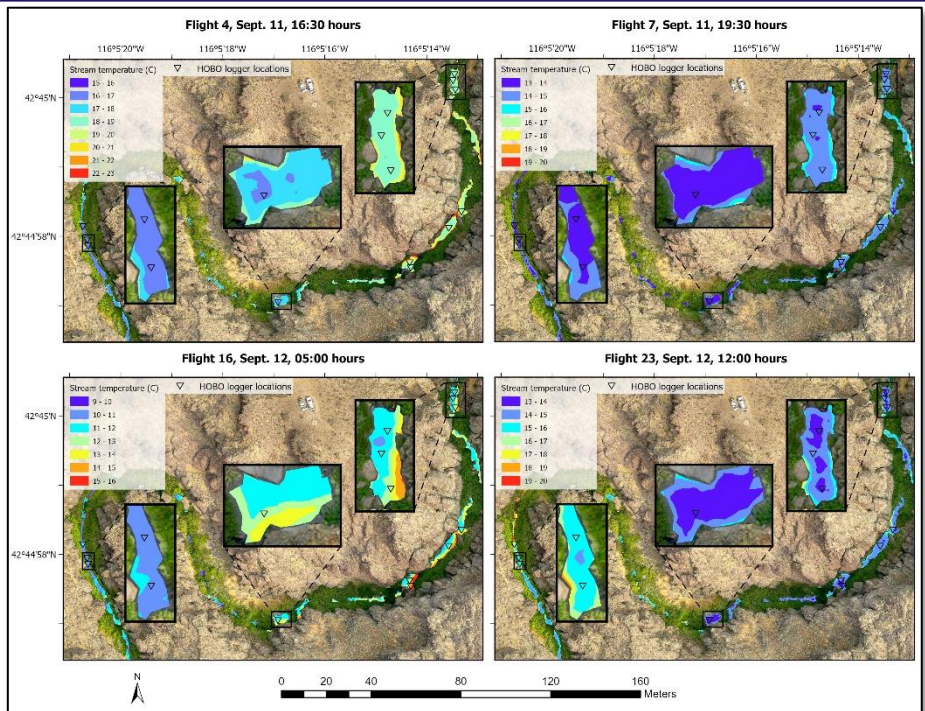 Flight 4, Sept. 11, 16:30 hours
116°5'20"W 116°5'18"W 116°5'16"W 116°5'14"W
42°45'N
42°44'58"N
Stream temperature (C)
HOBO logger locations
15 - 16
16 - 17
17 - 18
18 - 19
19 - 20
20 - 21
21 - 22
22 - 23
Flight 7, Sept. 11, 19:30 hours
116°5'20"W 116°5'18"W 116°5'16"W 116°5'14"W
Stream temperature (C)
HOBO logger locations
13 - 14
14 - 15
15 - 16
16 - 17
17 - 18
18 - 19
19 - 20
Flight 16, Sept. 12, 05:00 hours
42°45'N
42°44'58"N
Stream temperature (C)
HOBO logger locations
9 - 10
10 - 11
11 - 12
12 - 13
13 - 14
14 - 15
15 - 16
Flight 23, Sept. 12, 12:00 hours
Stream temperature (C)
HOBO logger locations
13 - 14
14 - 15
15 - 16
16 - 17
17 - 18
18 - 19
19 - 20
N
0 20 40 80 120 160
Meters